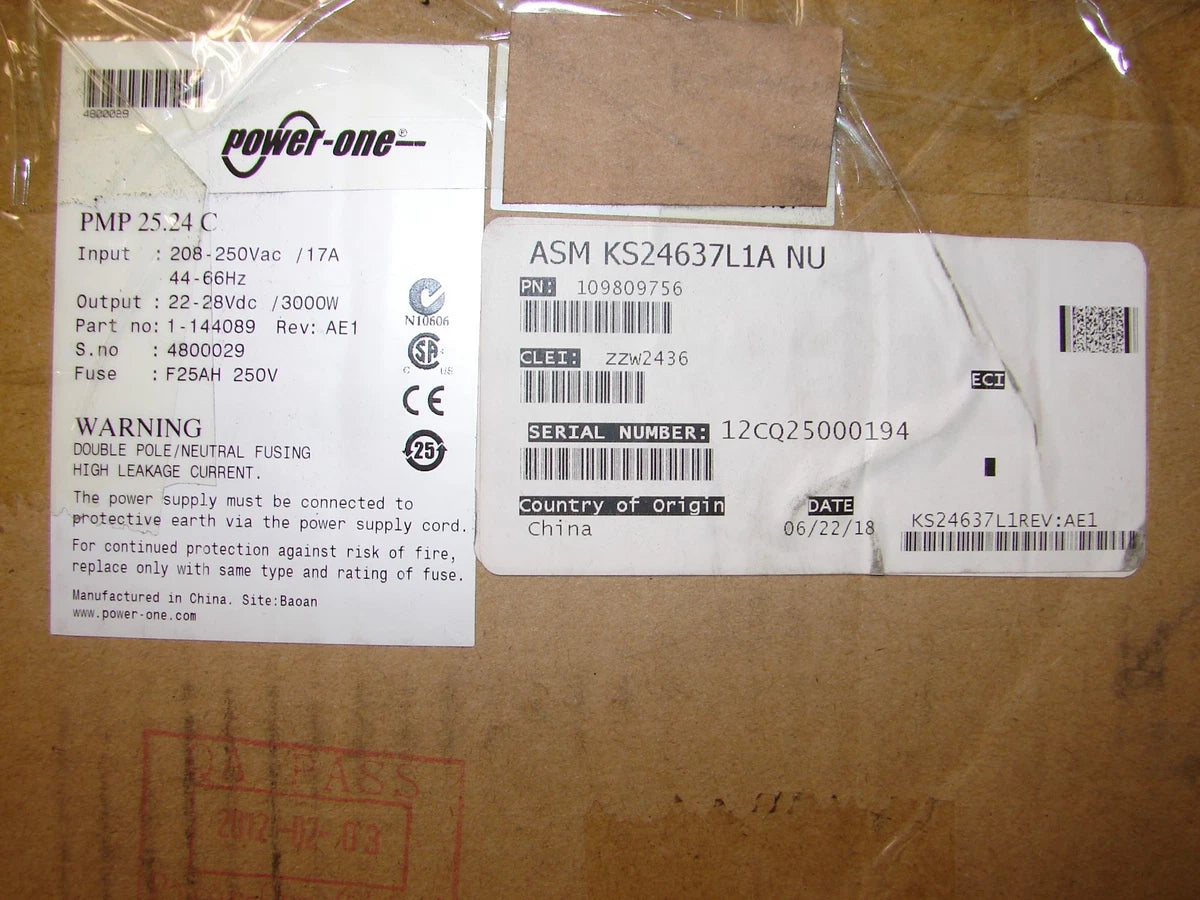 4800029
power-one®
PMP 25.24 C
Input : 208-250Vac /17A
44-66Hz
Output : 22-28Vdc /3000W
Part no: 1-144089 Rev: AE1
S.no : 4800029
Fuse : F25AH 250V
N10606
SA
C US
CE
25
WARNING
DOUBLE POLE/NEUTRAL FUSING
HIGH LEAKAGE CURRENT.
The power supply must be connected to
protective earth via the power supply cord.
For continued protection against risk of fire,
replace only with same type and rating of fuse.
Manufactured in China. Site:Baoan
www.power-one.com
ASM KS24637L1A NU
PN: 109809756
CLEI: zzw2436
ECI
SERIAL NUMBER: 12CQ25000194
Country of Origin
China
DATE
06/22/18
KS24637L1REV:AE1
QA PASS
2012-02-03